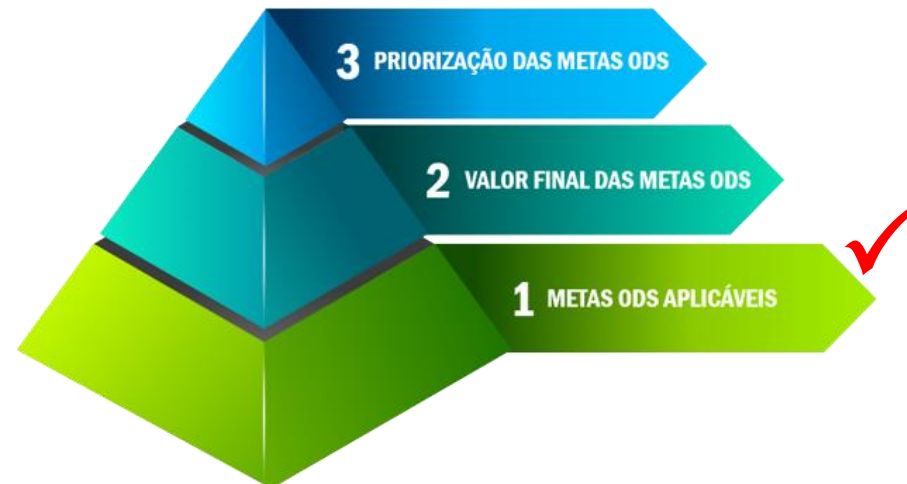 3 PRIORIZAÇÃO DAS METAS ODS
2 VALOR FINAL DAS METAS ODS
1 METAS ODS APLICÁVEIS